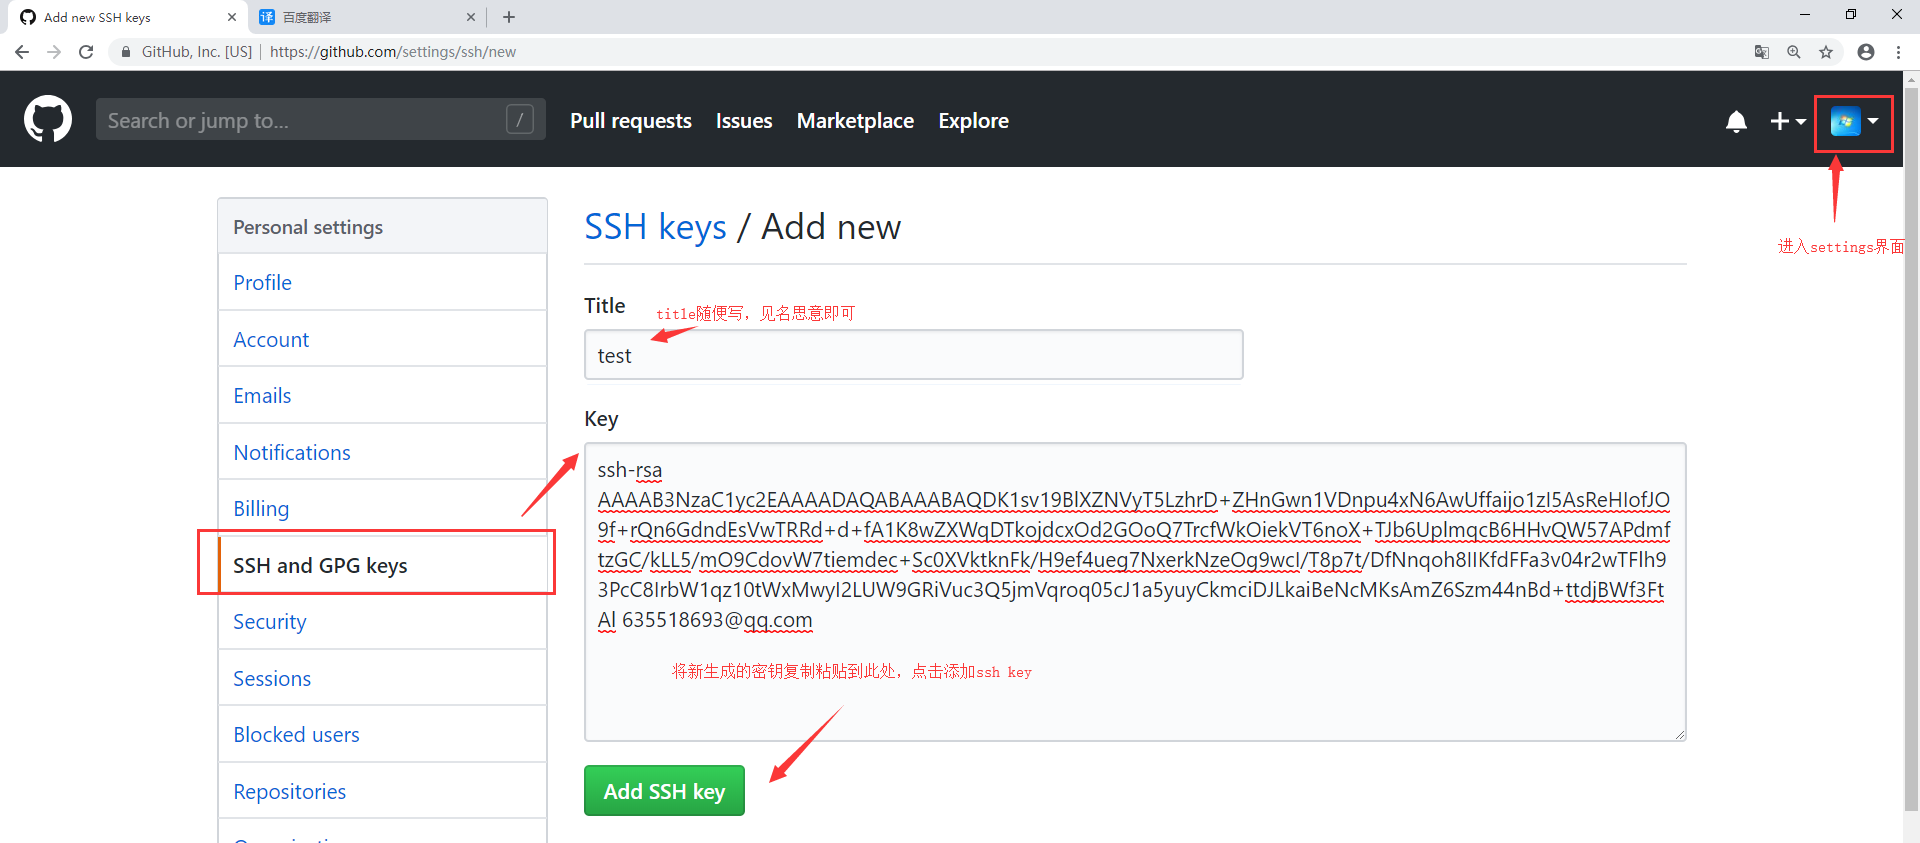 Add new SSH keys
译 百度翻译
GitHub, Inc. [US] | https://github.com/settings/ssh/new
Search or jump to... /
Pull requests Issues Marketplace Explore
进入settings界面
Personal settings
Profile
Account
Emails
Notifications
Billing
SSH and GPG keys
Security
Sessions
Blocked users
Repositories
SSH keys / Add new
Title
title随便写，见名思意即可
test
Key
ssh-rsa
AAAAB3NzaC1yc2EAAAADAQABAAABAQDK1sv19BlXZNVyT5LzhrD+ZHnGwn1VDnpu4xN6AwUffaijo1zI5AsReHIofJO
9f+rQn6GdndEsVwTRRd+d+fA1K8wZXWqDTkojdcxOd2GOoQ7TrcfWkOiekVT6noX+TJb6UplmqcB6HHvQW57APdmf
tzGC/kLL5/mO9CdovW7tiemdec+Sc0XVktknFk/H9ef4ueg7NxerkNzeOg9wcI/T8p7t/DfNnqoh8IIKfdFFa3v04r2wTFlh9
3PcC8IrbW1qz10tWxMwyI2LUW9GRiVuc3Q5jmVqroq05cJ1a5yuyCkmciDJLkaiBeNcMKsAmZ6Szm44nBd+ttdjBWf3Ft
Al 635518693@qq.com
将新生成的密钥复制粘贴到此处，点击添加ssh key
Add SSH key